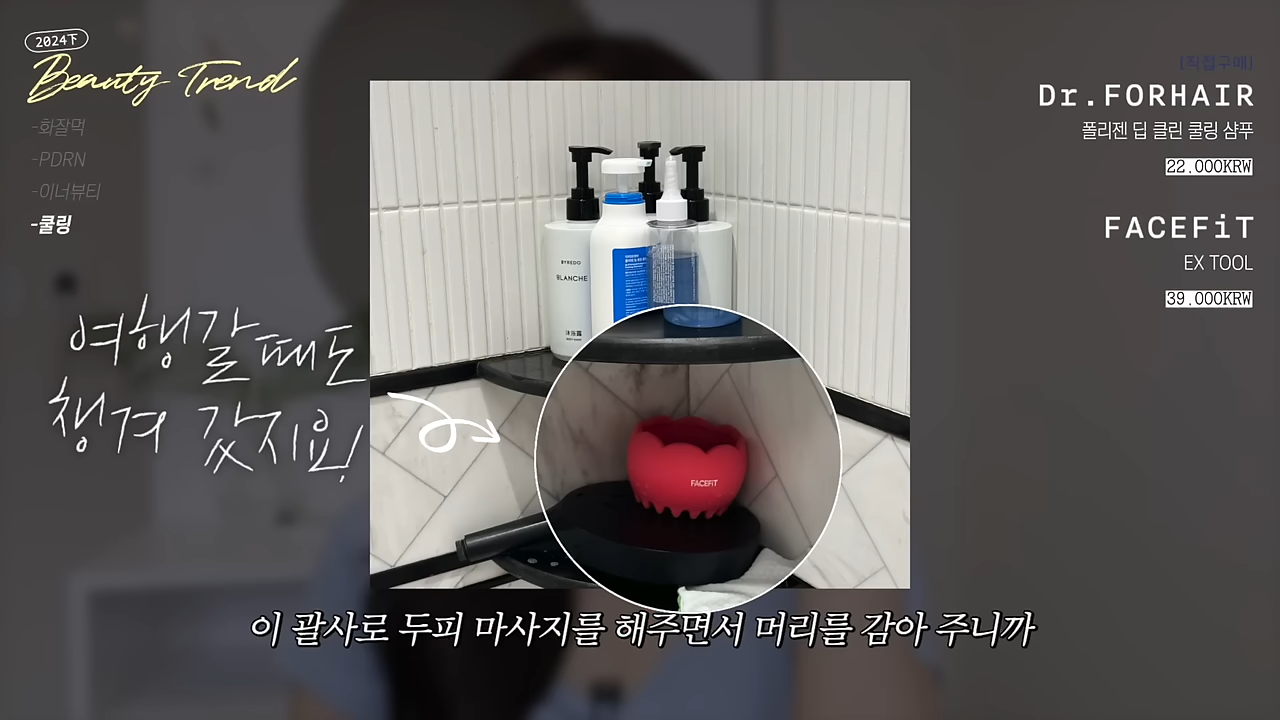 2024下
Beauty Trend
-화잘먹
-PDRN
-이너뷰티
-쿨링
[직접구매]
Dr.FORHAIR
폴리젠 딥 클린 쿨링 샴푸
22,000KRW
FACEFiT
EX TOOL
39,000KRW
여행갈때도
챙겨 갔지요!
BYREDO
BLANCHE
FACEFiT
이 괄사로 두피 마사지를 해주면서 머리를 감아 주니까